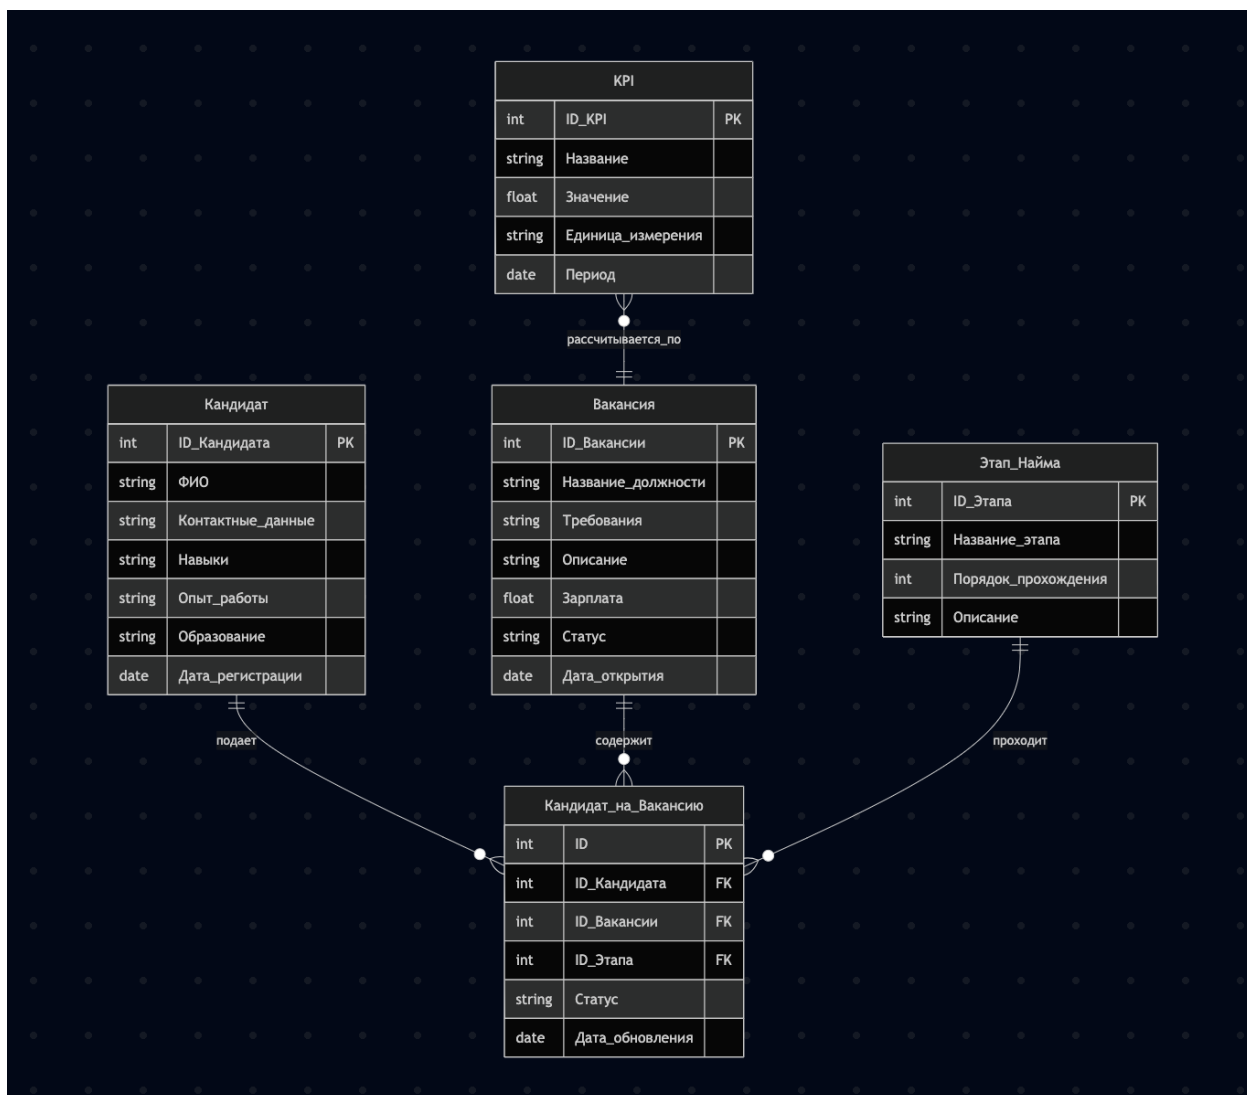 KPI
int ID_KPI PK
string Название
float Значение
string Единица_измерения
date Период
рассчитывается_по
Кандидат
int ID_Кандидата PK
string ФИО
string Контактные_данные
string Навыки
string Опыт_работы
string Образование
date Дата_регистрации
Вакансия
int ID_Вакансии PK
string Название_должности
string Требования
string Описание
float Зарплата
string Статус
date Дата_открытия
Этап_Найма
int ID_Этапа PK
string Название_этапа
int Порядок_прохождения
string Описание
подает
содержит
проходит
Кандидат_на_Вакансию
int ID PK
int ID_Кандидата FK
int ID_Вакансии FK
int ID_Этапа FK
string Статус
date Дата_обновления